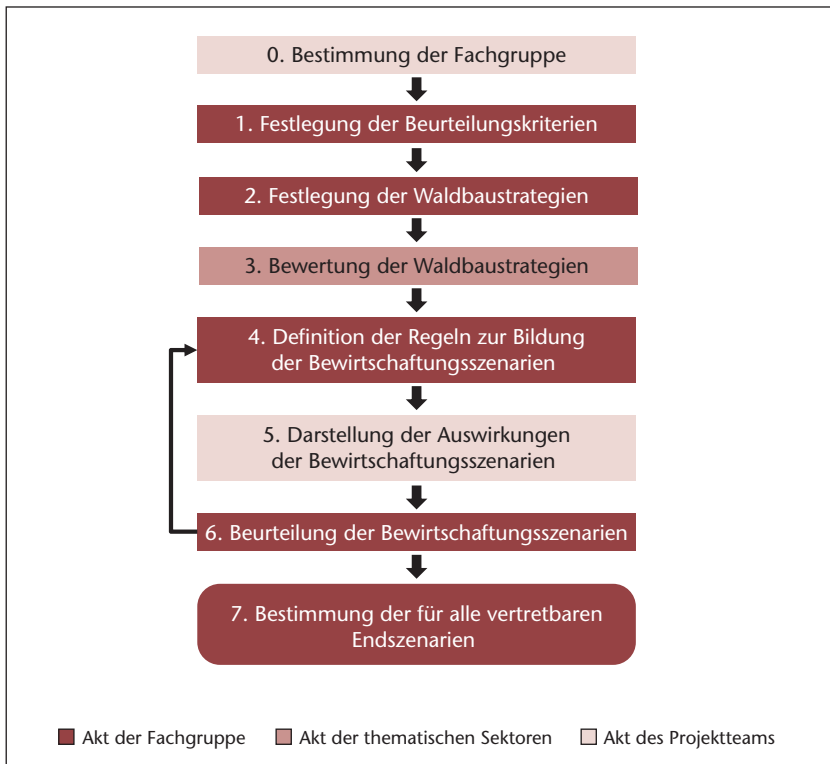 0. Bestimmung der Fachgruppe
1. Festlegung der Beurteilungskriterien
2. Festlegung der Waldbaustrategien
3. Bewertung der Waldbaustrategien
4. Definition der Regeln zur Bildung
der Bewirtschaftungsszenarien
5. Darstellung der Auswirkungen
der Bewirtschaftungsszenarien
6. Beurteilung der Bewirtschaftungsszenarien
7. Bestimmung der für alle vertretbaren
Endszenarien
Akt der Fachgruppe Akt der thematischen Sektoren Akt des Projektteams